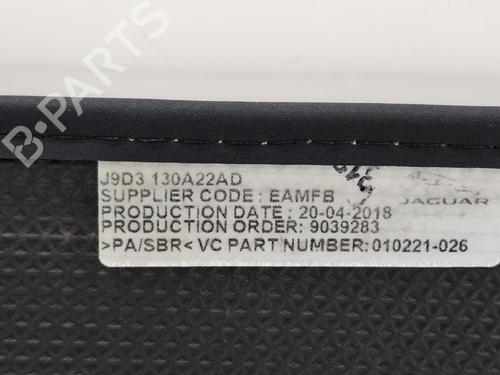 B-PARTS
J9D3 130A22AD
SUPPLIER CODE : EAMFB
PRODUCTION DATE : 20-04-2018
JAGUAR
PRODUCTION ORDER: 9039283
>PA/SBR< VC PART NUMBER: 010221-026